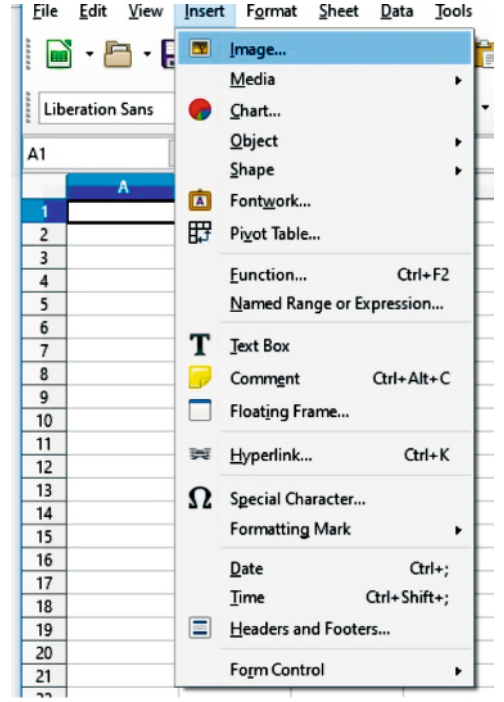 File Edit View Insert Format Sheet Data Tools
Liberation Sans
A1
A
1
2
3
4
5
6
7
8
9
10
11
12
13
14
15
16
17
18
19
20
21
Image...
Media
Chart...
Object
Shape
Fontwork...
Pivot Table...
Function... Ctrl+F2
Named Range or Expression...
Text Box
Comment Ctrl+Alt+C
Floating Frame...
Hyperlink... Ctrl+K
Special Character...
Formatting Mark
Date Ctrl+;
Time Ctrl+Shift+;
Headers and Footers...
Form Control